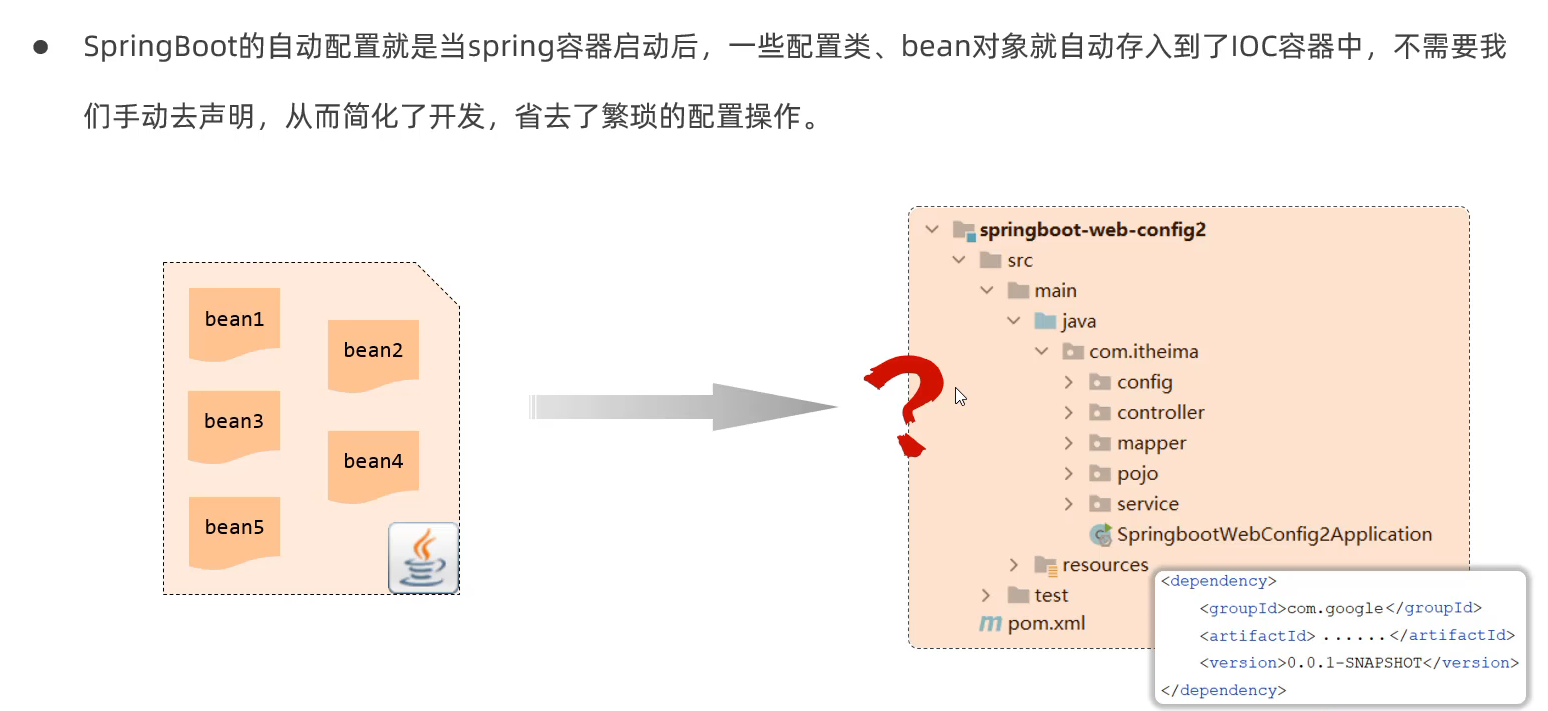 SpringBoot的自动配置就是当spring容器启动后，一些配置类、bean对象就自动存入到了IOC容器中，不需要我
们手动去声明，从而简化了开发，省去了繁琐的配置操作。
bean1
bean2
bean3
bean4
bean5
?
springboot-web-config2
src
main
java
com.itheima
config
controller
mapper
pojo
service
SpringbootWebConfig2Application
resources
test
pom.xml
<dependency>
<groupId>com.google</groupId>
<artifactId>......</artifactId>
<version>0.0.1-SNAPSHOT</version>
</dependency>